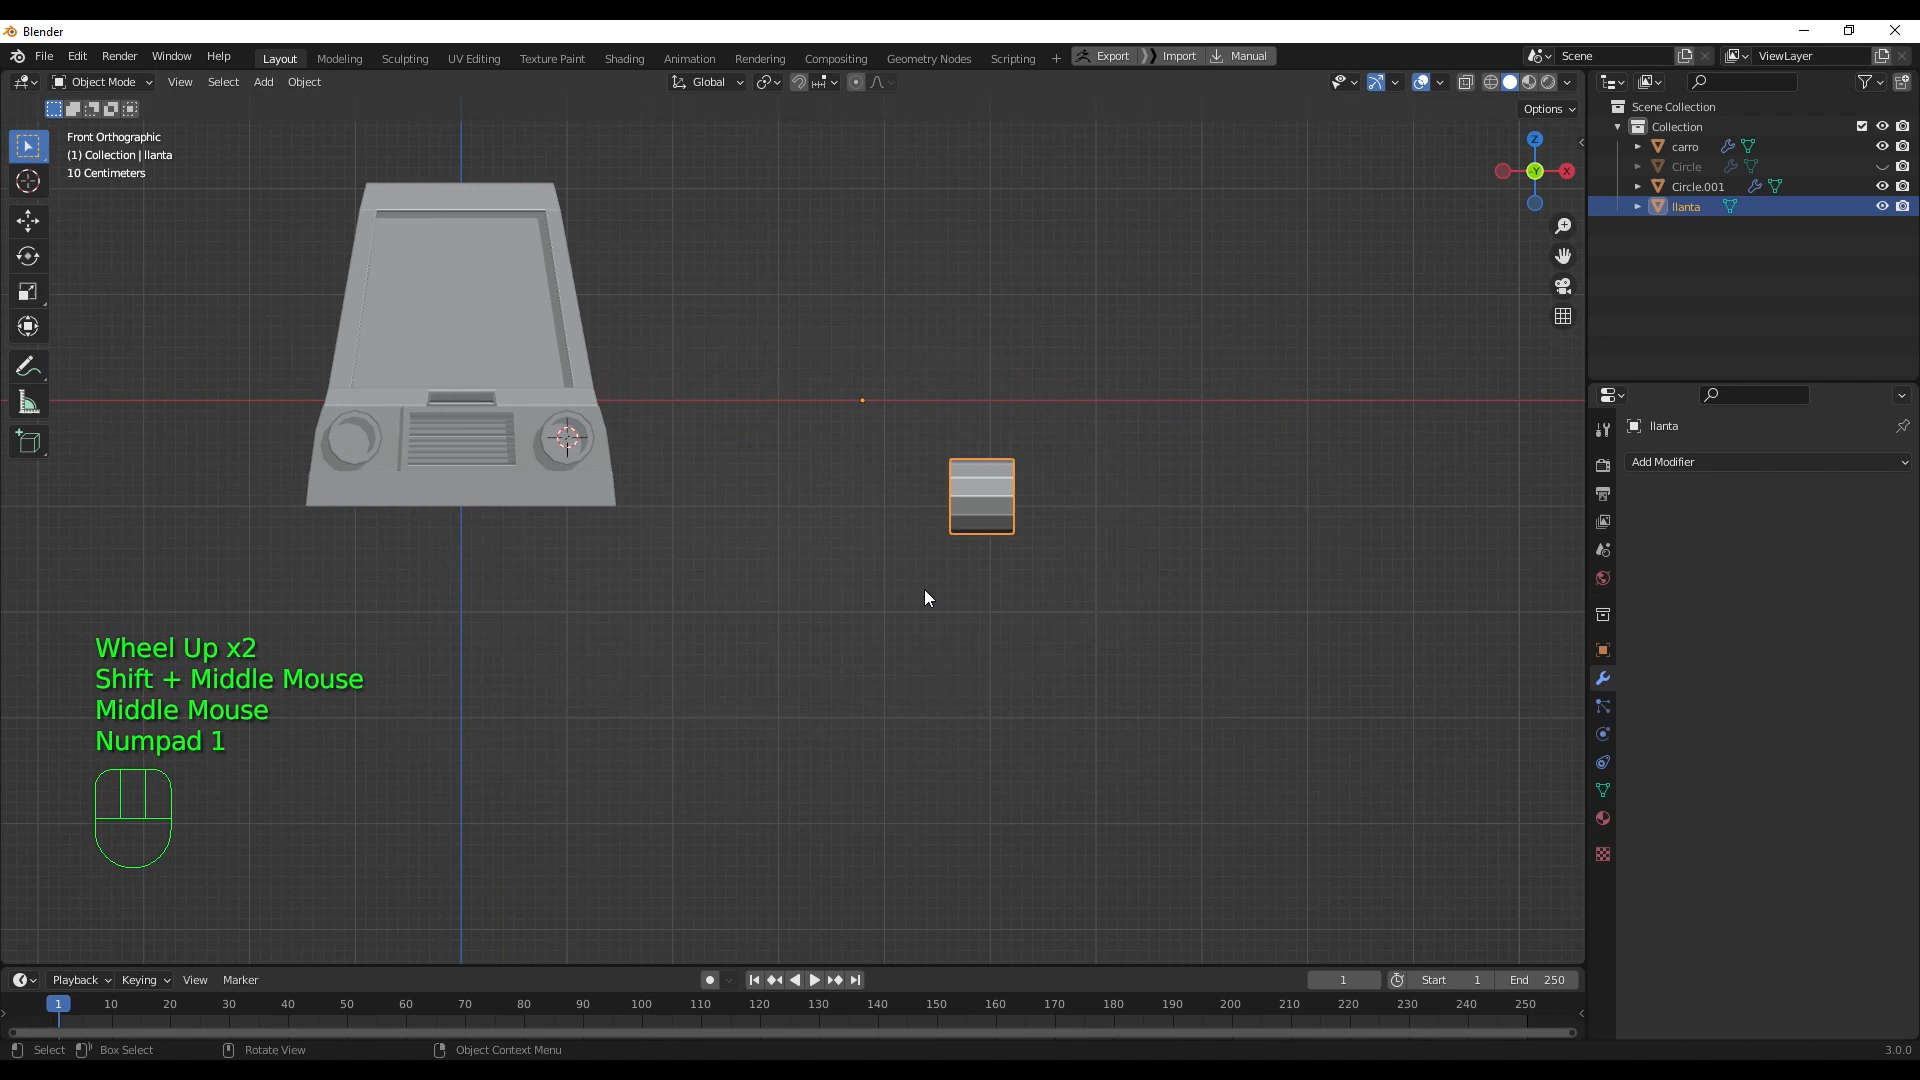 Blender
File Edit Render Window Help Layout Modeling Sculpting UV Editing Texture Paint Shading Animation Rendering Compositing Geometry Nodes Scripting + Export Import Manual Scene ViewLayer
Object Mode View Select Add Object Global
Options
Front Orthographic
(1) Collection | llanta
10 Centimeters
Z
X
-Y
Scene Collection
Collection
carro
Circle
Circle.001
llanta
llanta
Add Modifier
Wheel Up x2
Shift + Middle Mouse
Middle Mouse
Numpad 1
Playback Keying View Marker 1 Start 1 End 250
1 10 20 30 40 50 60 70 80 90 100 110 120 130 140 150 160 170 180 190 200 210 220 230 240 250
Select Box Select Rotate View Object Context Menu 3.0.0